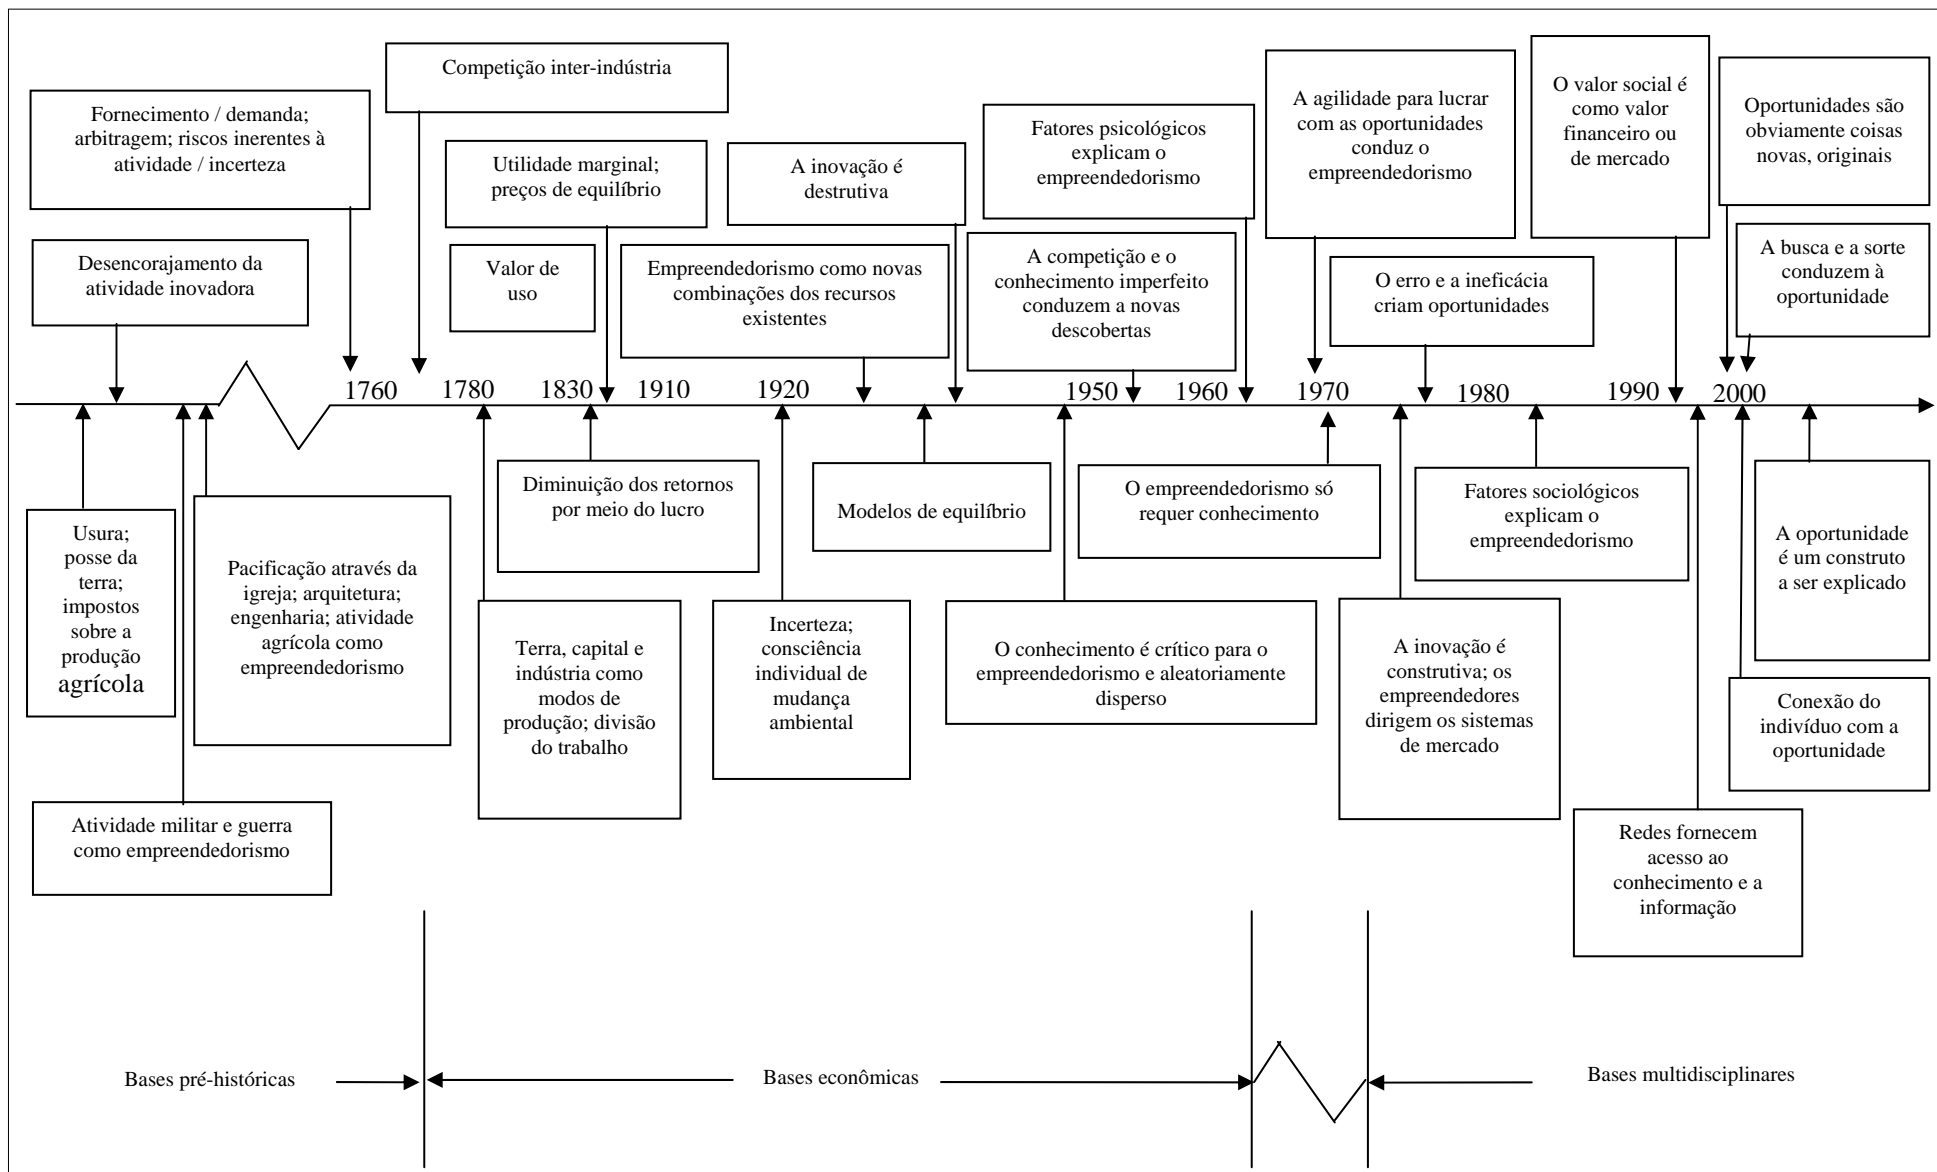 Competição inter-indústria
Fornecimento / demanda;
arbitragem; riscos inerentes à
atividade / incerteza
Utilidade marginal;
preços de equilíbrio
A inovação é
destrutiva
Fatores psicológicos
explicam o
empreendedorismo
A agilidade para lucrar
com as oportunidades
conduz o
empreendedorismo
O valor social é
como valor
financeiro ou
de mercado
Oportunidades são
obviamente coisas
novas, originais
Desencorajamento da
atividade inovadora
Valor de
uso
Empreendedorismo como novas
combinações dos recursos
existentes
A competição e o
conhecimento imperfeito
conduzem a novas
descobertas
O erro e a ineficácia
criam oportunidades
A busca e a sorte
conduzem à
oportunidade
1760 1780 1830 1910 1920 1950 1960 1970 1980 1990 2000
Usura;
posse da
terra;
impostos
sobre a
produção
agrícola
Pacificação através da
igreja; arquitetura;
engenharia; atividade
agrícola como
empreendedorismo
Diminuição dos retornos
por meio do lucro
Modelos de equilíbrio
O empreendedorismo só
requer conhecimento
Fatores sociológicos
explicam o
empreendedorismo
A oportunidade
é um construto
a ser explicado
Terra, capital e
indústria como
modos de
produção; divisão
do trabalho
Incerteza;
consciência
individual de
mudança
ambiental
O conhecimento é crítico para o
empreendedorismo e aleatoriamente
disperso
A inovação é
construtiva; os
empreendedores
dirigem os sistemas
de mercado
Conexão do
indivíduo com a
oportunidade
Atividade militar e guerra
como empreendedorismo
Redes fornecem
acesso ao
conhecimento e a
informação
Bases pré-históricas
Bases econômicas
Bases multidisciplinares